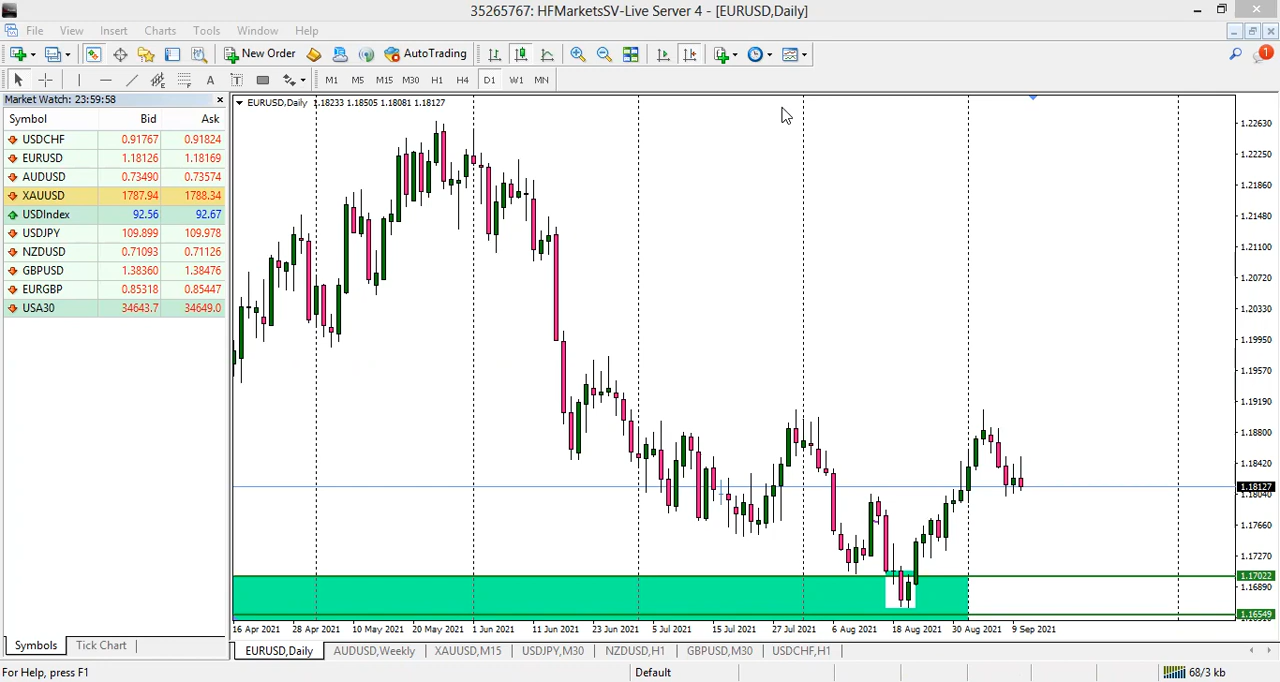 35265767: HFMarketsSV-Live Server 4 - [EURUSD,Daily]
File View Insert Charts Tools Window Help
New Order AutoTrading
A T M1 M5 M15 M30 H1 H4 D1 W1 MN
Market Watch: 23:59:58
Symbol Bid Ask
USDCHF 0.91767 0.91824
EURUSD 1.18126 1.18169
AUDUSD 0.73490 0.73574
XAUUSD 1787.94 1788.34
USDIndex 92.56 92.67
USDJPY 109.899 109.978
NZDUSD 0.71093 0.71126
GBPUSD 1.38360 1.38476
EURGBP 0.85318 0.85447
USA30 34643.7 34649.0
Symbols Tick Chart
EURUSD,Daily 1.18233 1.18505 1.18081 1.18127
1.22630
1.22250
1.21860
1.21480
1.21100
1.20720
1.20330
1.19950
1.19570
1.19190
1.18800
1.18420
1.18127
1.18040
1.17660
1.17270
1.17022
1.16890
1.16549
16 Apr 2021 28 Apr 2021 10 May 2021 20 May 2021 1 Jun 2021 11 Jun 2021 23 Jun 2021 5 Jul 2021 15 Jul 2021 27 Jul 2021 6 Aug 2021 18 Aug 2021 30 Aug 2021 9 Sep 2021
EURUSD,Daily AUDUSD,Weekly XAUUSD,M15 USDJPY,M30 NZDUSD,H1 GBPUSD,M30 USDCHF,H1
For Help, press F1 Default 68/3 kb